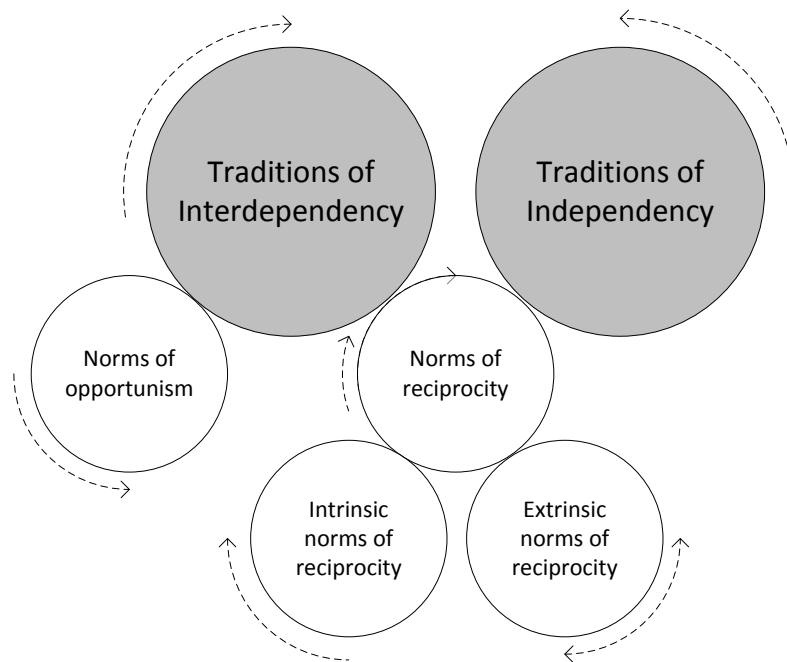 Traditions of
Interdependency
Traditions of
Independency
Norms of
opportunism
Norms of
reciprocity
Intrinsic
norms of
reciprocity
Extrinsic
norms of
reciprocity